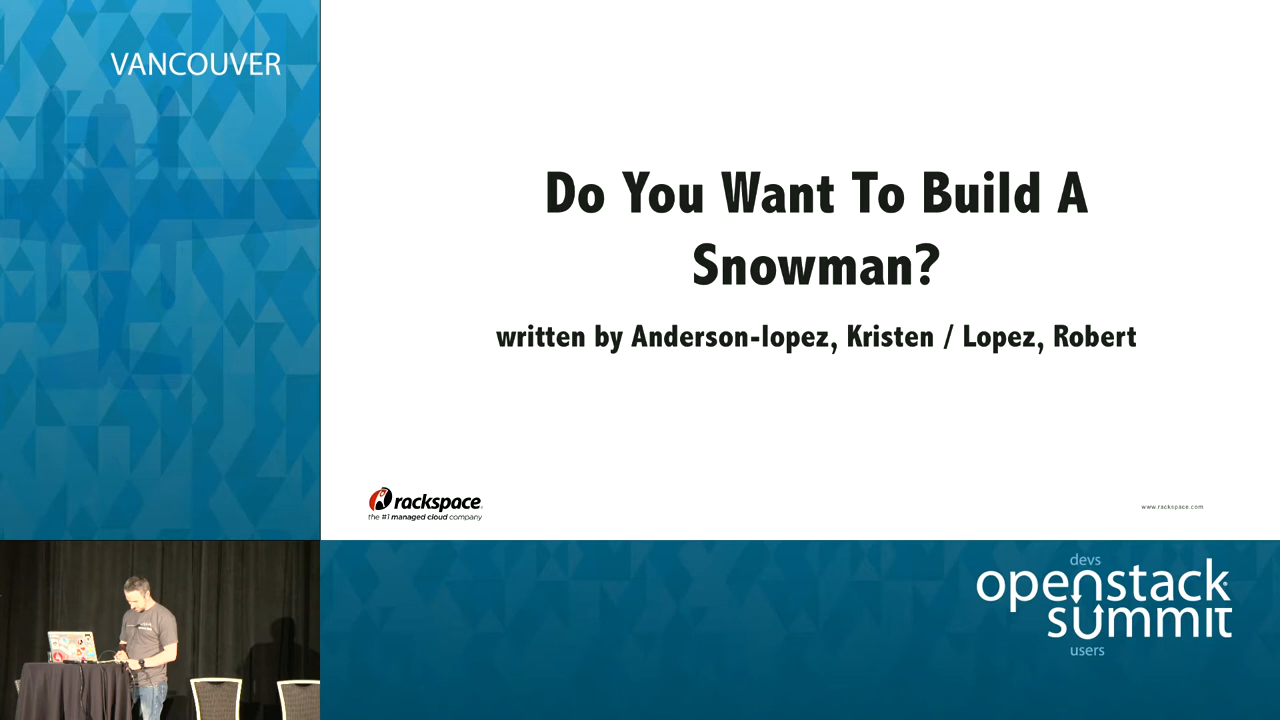 VANCOUVER
Do You Want To Build A
Snowman?
written by Anderson-lopez, Kristen / Lopez, Robert
rackspace
the #1 managed cloud company
www.rackspace.com
devs
openstack
summit
users